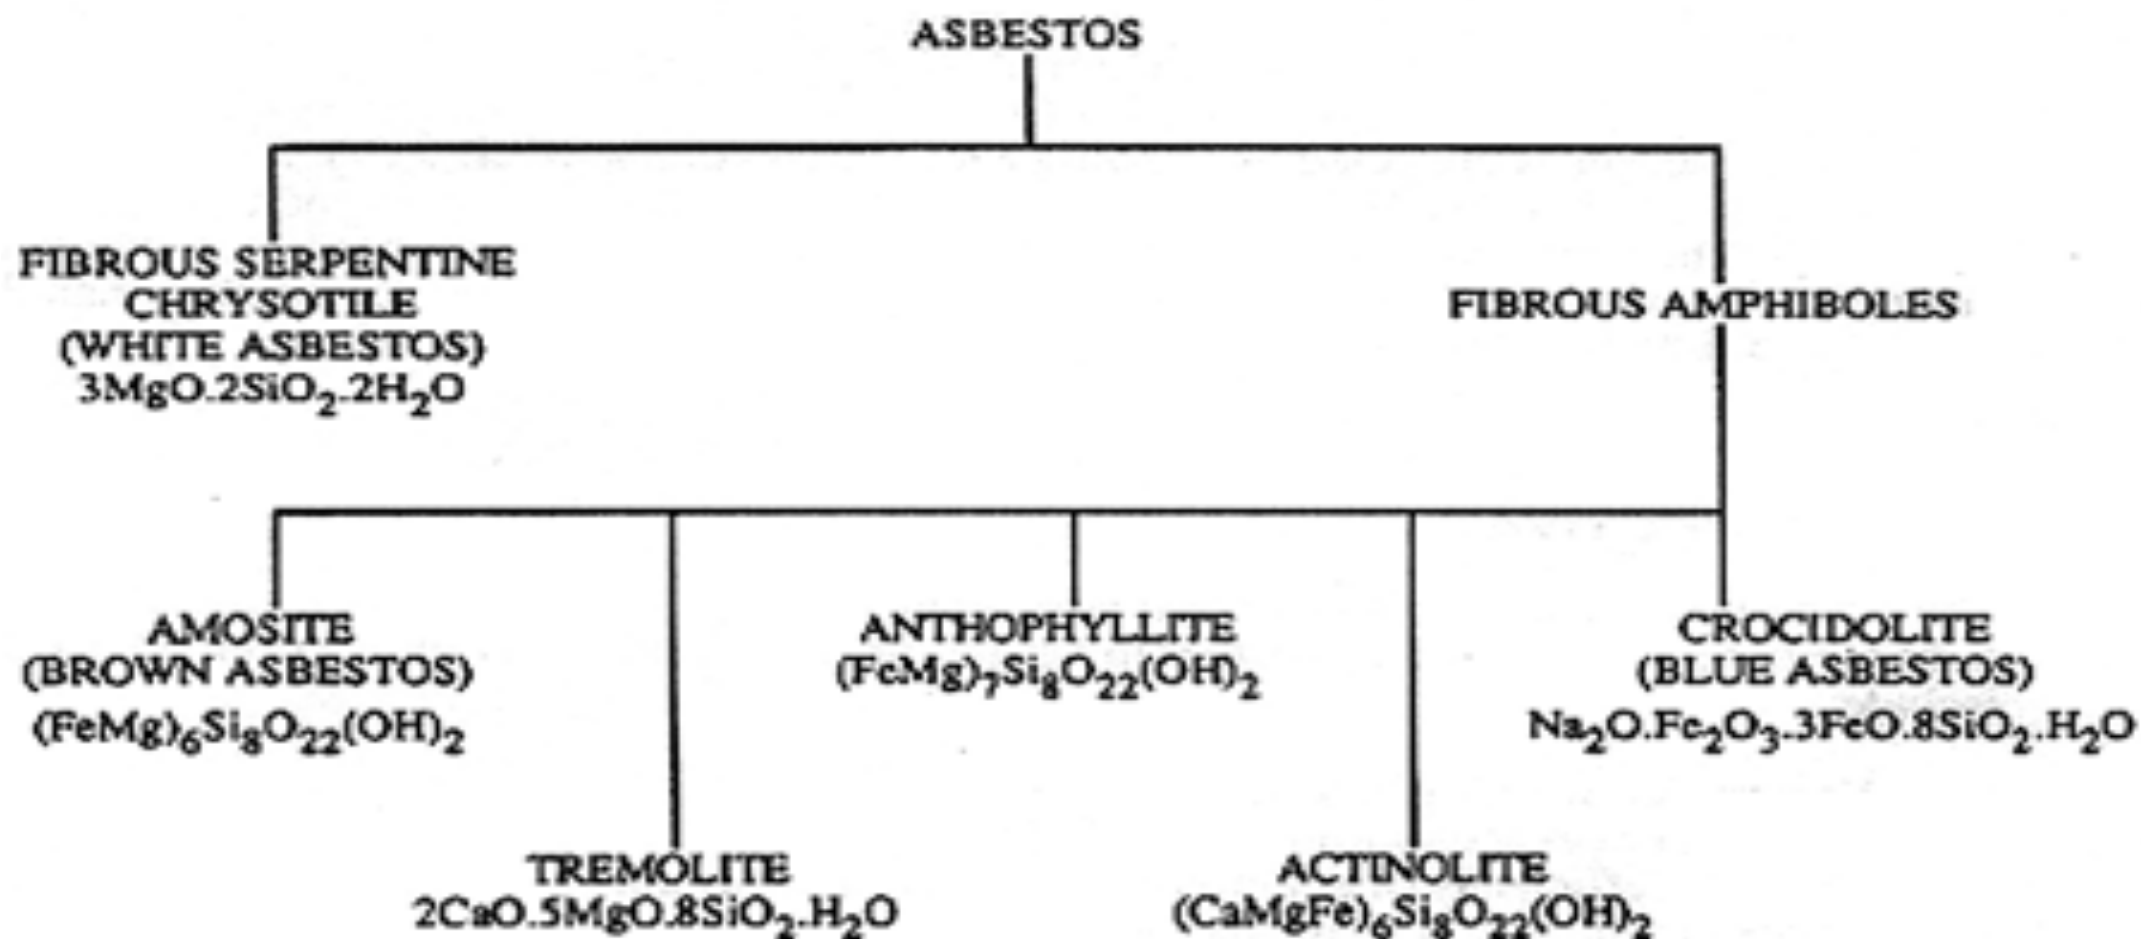 ASBESTOS
FIBROUS SERPENTINE
CHRYSOTILE
(WHITE ASBESTOS)
3MgO.2SiO₂.2H₂O
FIBROUS AMPHIBOLES
AMOSITE
(BROWN ASBESTOS)
(FeMg)₆Si₈O₂₂(OH)₂
ANTHOPHYLLITE
(FeMg)₇Si₈O₂₂(OH)₂
CROCIDOLITE
(BLUE ASBESTOS)
Na₂O.Fe₂O₃.3FeO.8SiO₂.H₂O
TREMOLITE
2CaO.5MgO.8SiO₂.H₂O
ACTINOLITE
(CaMgFe)₆Si₈O₂₂(OH)₂